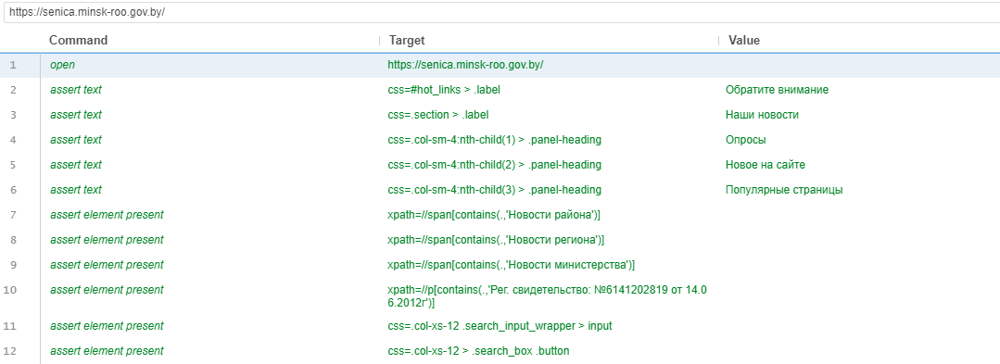 https://senica.minsk-roo.gov.by/
Command Target Value
1 open https://senica.minsk-roo.gov.by/
2 assert text css=#hot_links > .label Обратите внимание
3 assert text css=.section > .label Наши новости
4 assert text css=.col-sm-4:nth-child(1) > .panel-heading Опросы
5 assert text css=.col-sm-4:nth-child(2) > .panel-heading Новое на сайте
6 assert text css=.col-sm-4:nth-child(3) > .panel-heading Популярные страницы
7 assert element present xpath=//span[contains(.,'Новости района')]
8 assert element present xpath=//span[contains(.,'Новости региона')]
9 assert element present xpath=//span[contains(.,'Новости министерства')]
10 assert element present xpath=//p[contains(.,'Рег. свидетельство: №6141202819 от 14.0
6.2012г')]
11 assert element present css=.col-xs-12 .search_input_wrapper > input
12 assert element present css=.col-xs-12 > .search_box .button